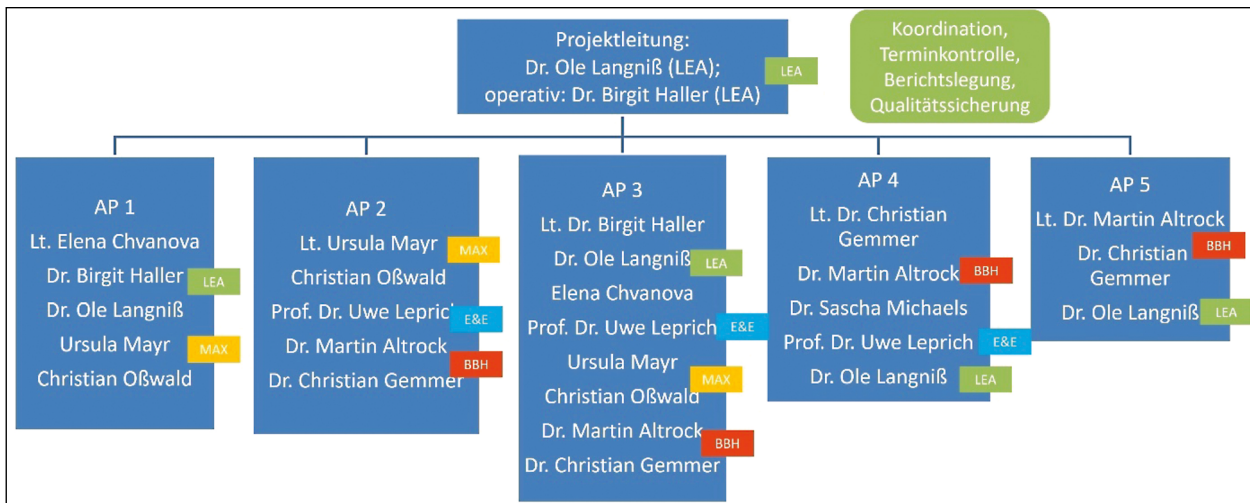 Projektleitung:
Dr. Ole Langniß (LEA);
operativ: Dr. Birgit Haller (LEA)
LEA
Koordination,
Terminkontrolle,
Berichtslegung,
Qualitätssicherung
AP 1
Lt. Elena Chvanova
Dr. Birgit Haller
LEA
Dr. Ole Langniß
Ursula Mayr
MAX
Christian Oßwald
AP 2
Lt. Ursula Mayr
MAX
Christian Oßwald
Prof. Dr. Uwe Leprich
E&E
Dr. Martin Altrock
BBH
Dr. Christian Gemmer
AP 3
Lt. Dr. Birgit Haller
Dr. Ole Langniß
LEA
Elena Chvanova
Prof. Dr. Uwe Leprich
E&E
Ursula Mayr
MAX
Christian Oßwald
Dr. Martin Altrock
BBH
Dr. Christian Gemmer
AP 4
Lt. Dr. Christian
Gemmer
Dr. Martin Altrock
BBH
Dr. Sascha Michaels
Prof. Dr. Uwe Leprich
E&E
Dr. Ole Langniß
LEA
AP 5
Lt. Dr. Martin Altrock
Dr. Christian
BBH
Gemmer
Dr. Ole Langniß
LEA